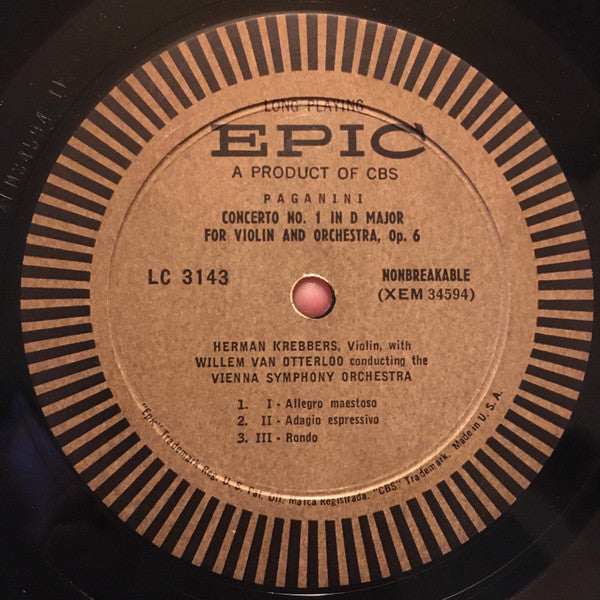 LONG PLAYING
EPIC
A PRODUCT OF CBS
PAGANINI
CONCERTO NO. 1 IN D MAJOR
FOR VIOLIN AND ORCHESTRA, Op. 6
LC 3143
NONBREAKABLE
(XEM 34594)
HERMAN KREBBERS, Violin, with
WILLEM VAN OTTERLOO conducting the
VIENNA SYMPHONY ORCHESTRA
1. I - Allegro maestoso
2. II - Adagio espressivo
3. III - Rondo
"Epic" Trademark Reg. U. S. Pat. Off. Marca Registrada. "CBS" Trademark. Made in U. S. A.